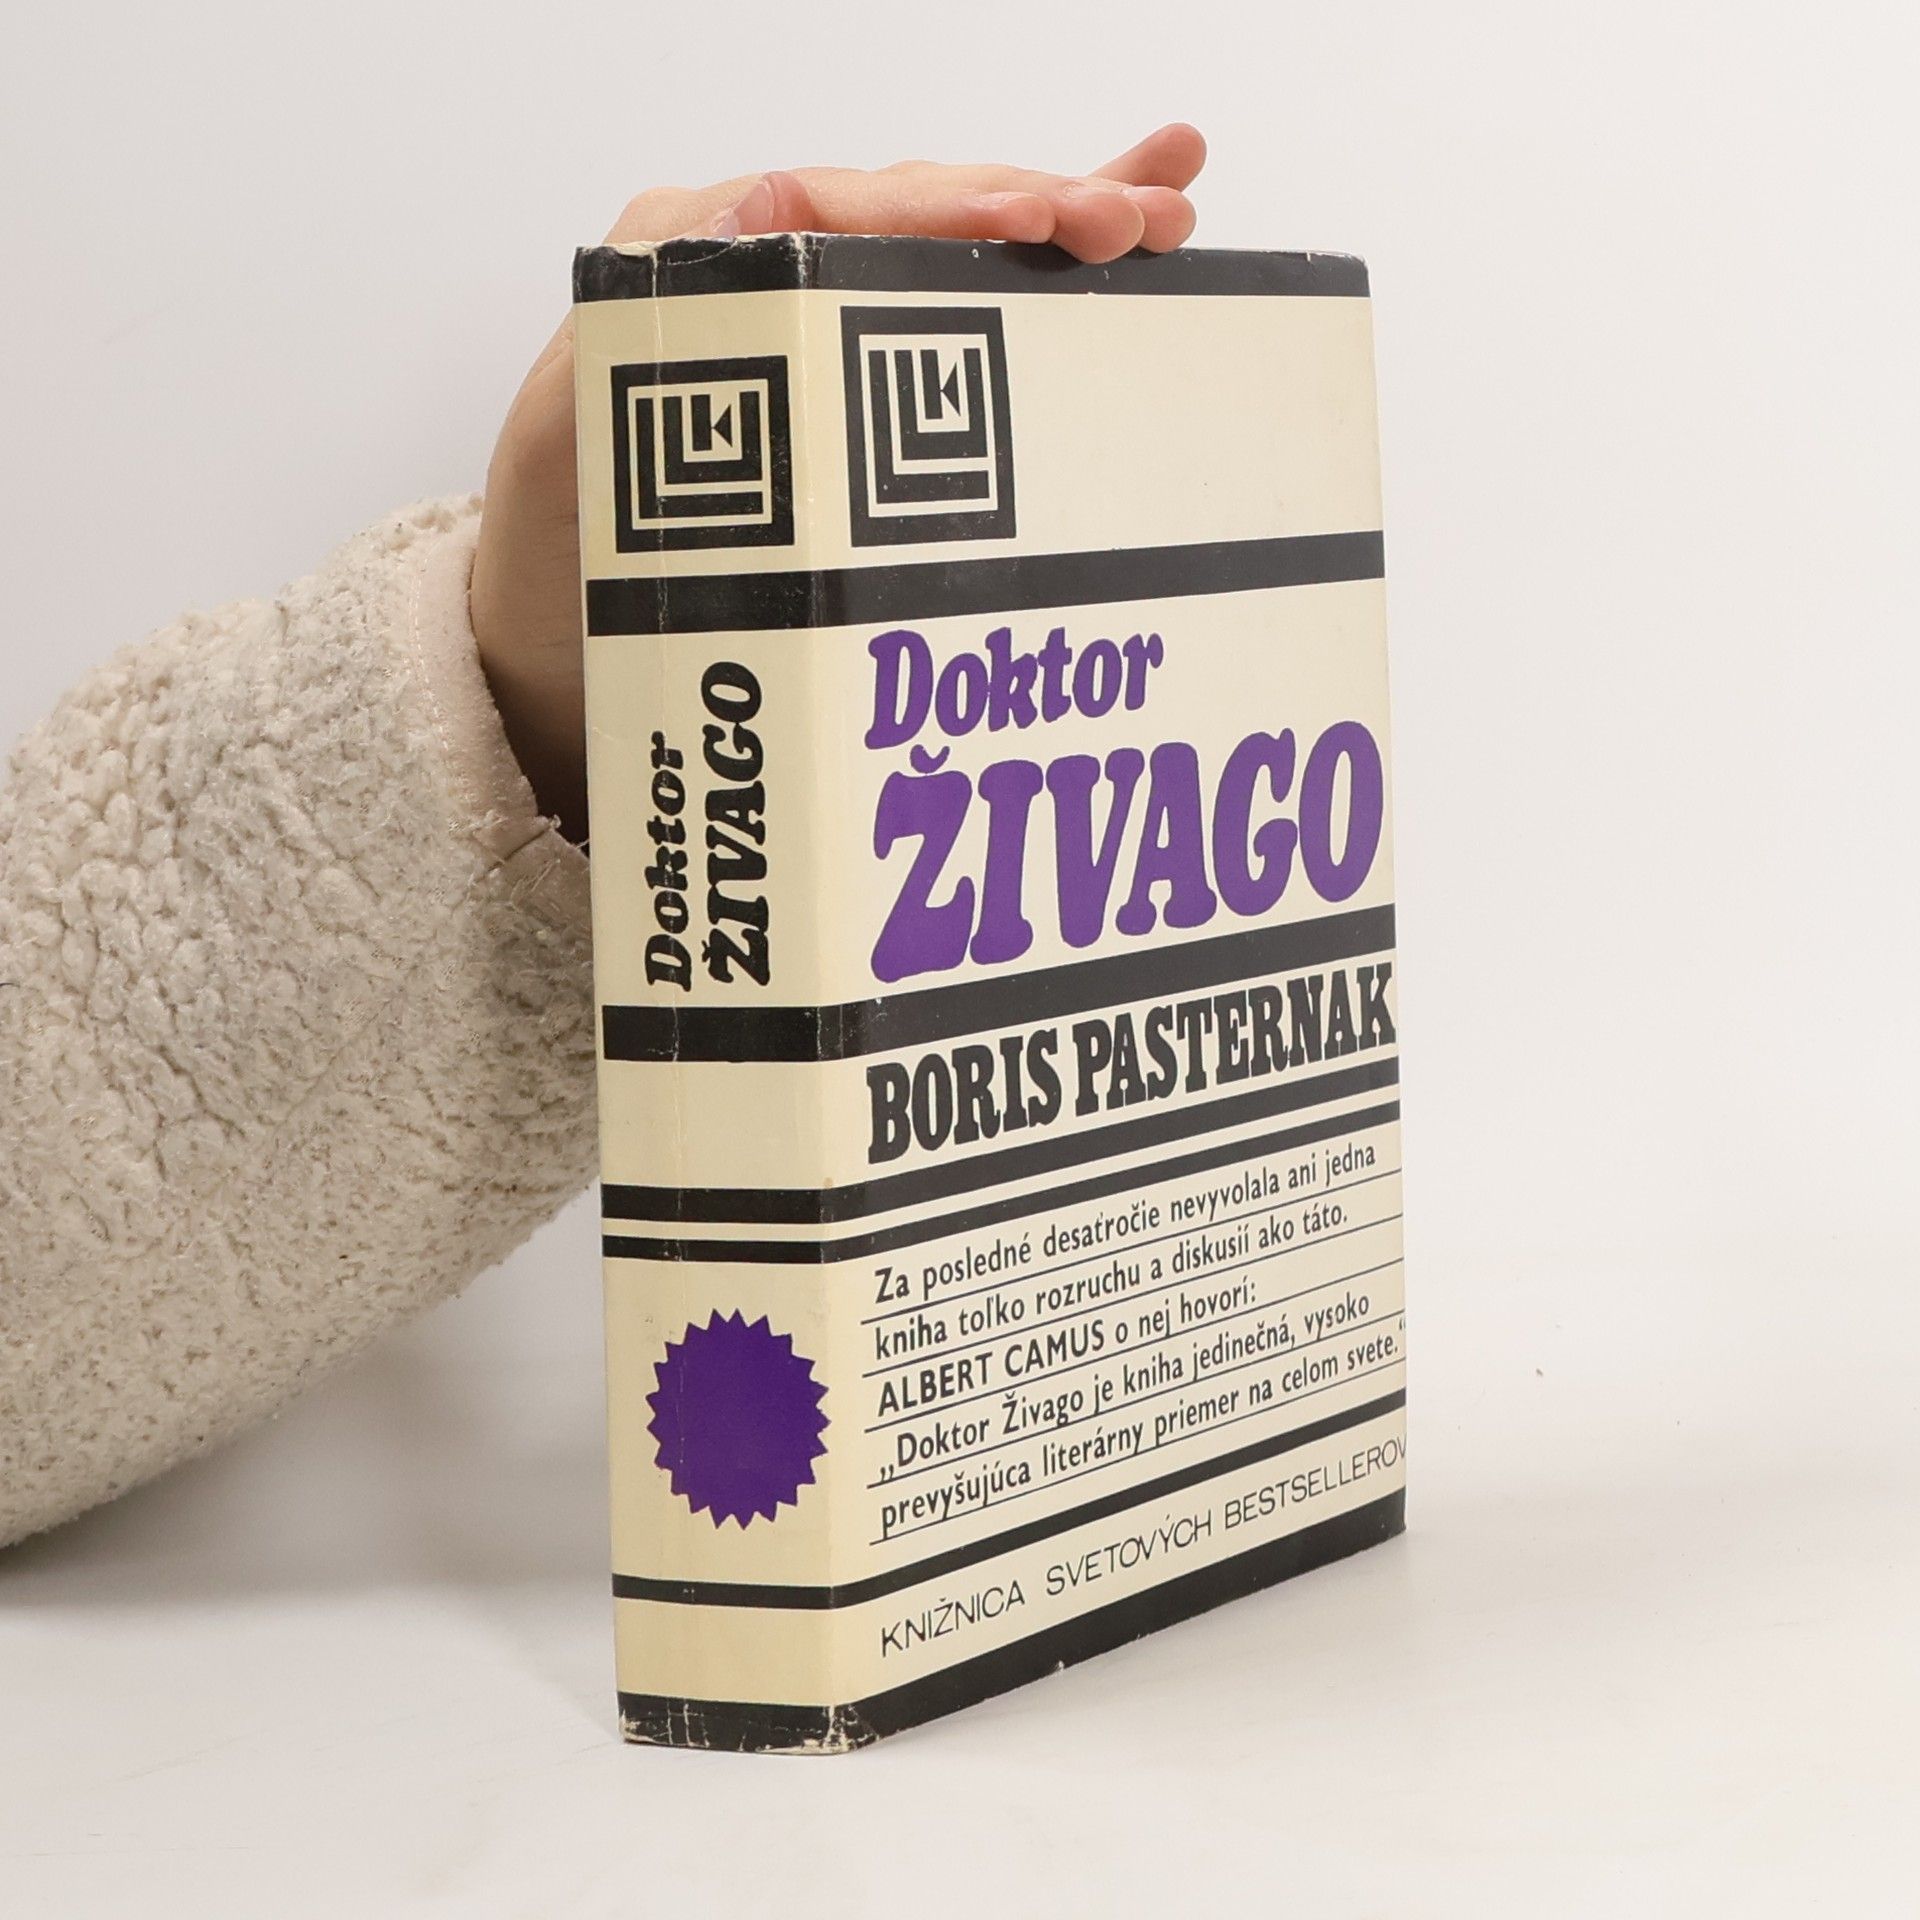 Doktor
ŽIVAGO
Doktor
ŽIVAGO
BORIS PASTERNAK
Za posledné desaťročie nevyvolala ani jedna
kniha toľko rozruchu a diskusií ako táto.
ALBERT CAMUS o nej hovorí:
„Doktor Živago je kniha jedinečná, vysoko
prevyšujúca literárny priemer na celom svete.“
KNIŽNICA SVETOVÝCH BESTSELLEROV